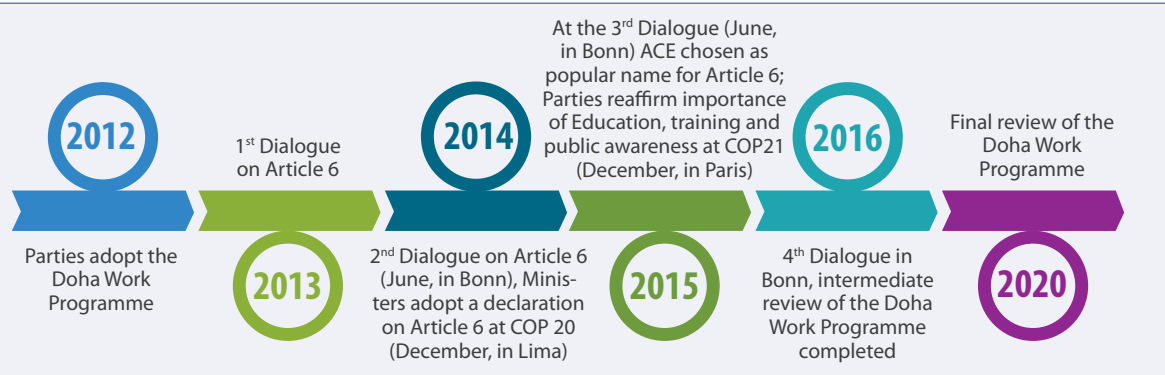 2012
Parties adopt the
Doha Work
Programme
1st Dialogue
on Article 6
2013
2014
2nd Dialogue on Article 6
(June, in Bonn), Minis-
ters adopt a declaration
on Article 6 at COP 20
(December, in Lima)
At the 3rd Dialogue (June,
in Bonn) ACE chosen as
popular name for Article 6;
Parties reaffirm importance
of Education, training and
public awareness at COP21
(December, in Paris)
2015
2016
4th Dialogue in
Bonn, intermediate
review of the Doha
Work Programme
completed
Final review of the
Doha Work
Programme
2020